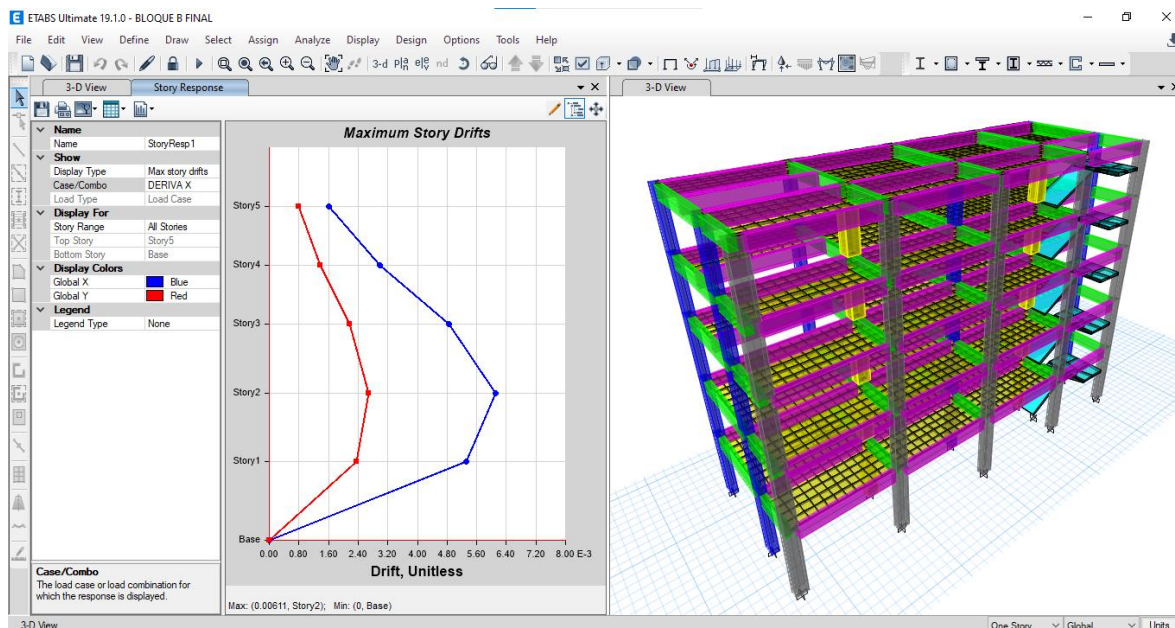 ETABS Ultimate 19.1.0 - BLOQUE B FINAL
File Edit View Define Draw Select Assign Analyze Display Design Options Tools Help
3-d
nd
3-D View
Story Response
Name
Name StoryResp1
Show
Display Type Max story drifts
Case/Combo DERIVA X
Load Type Load Case
Display For
Story Range All Stories
Top Story Story5
Bottom Story Base
Display Colors
Global X Blue
Global Y Red
Legend
Legend Type None
Case/Combo
The load case or load combination for
which the response is displayed.
Maximum Story Drifts
Story5
Story4
Story3
Story2
Story1
Base
0.00 0.80 1.60 2.40 3.20 4.00 4.80 5.60 6.40 7.20 8.00 E-3
Drift, Unitless
Max: (0.00611, Story2); Min: (0, Base)
3-D View
3-D View
One Story Global Units